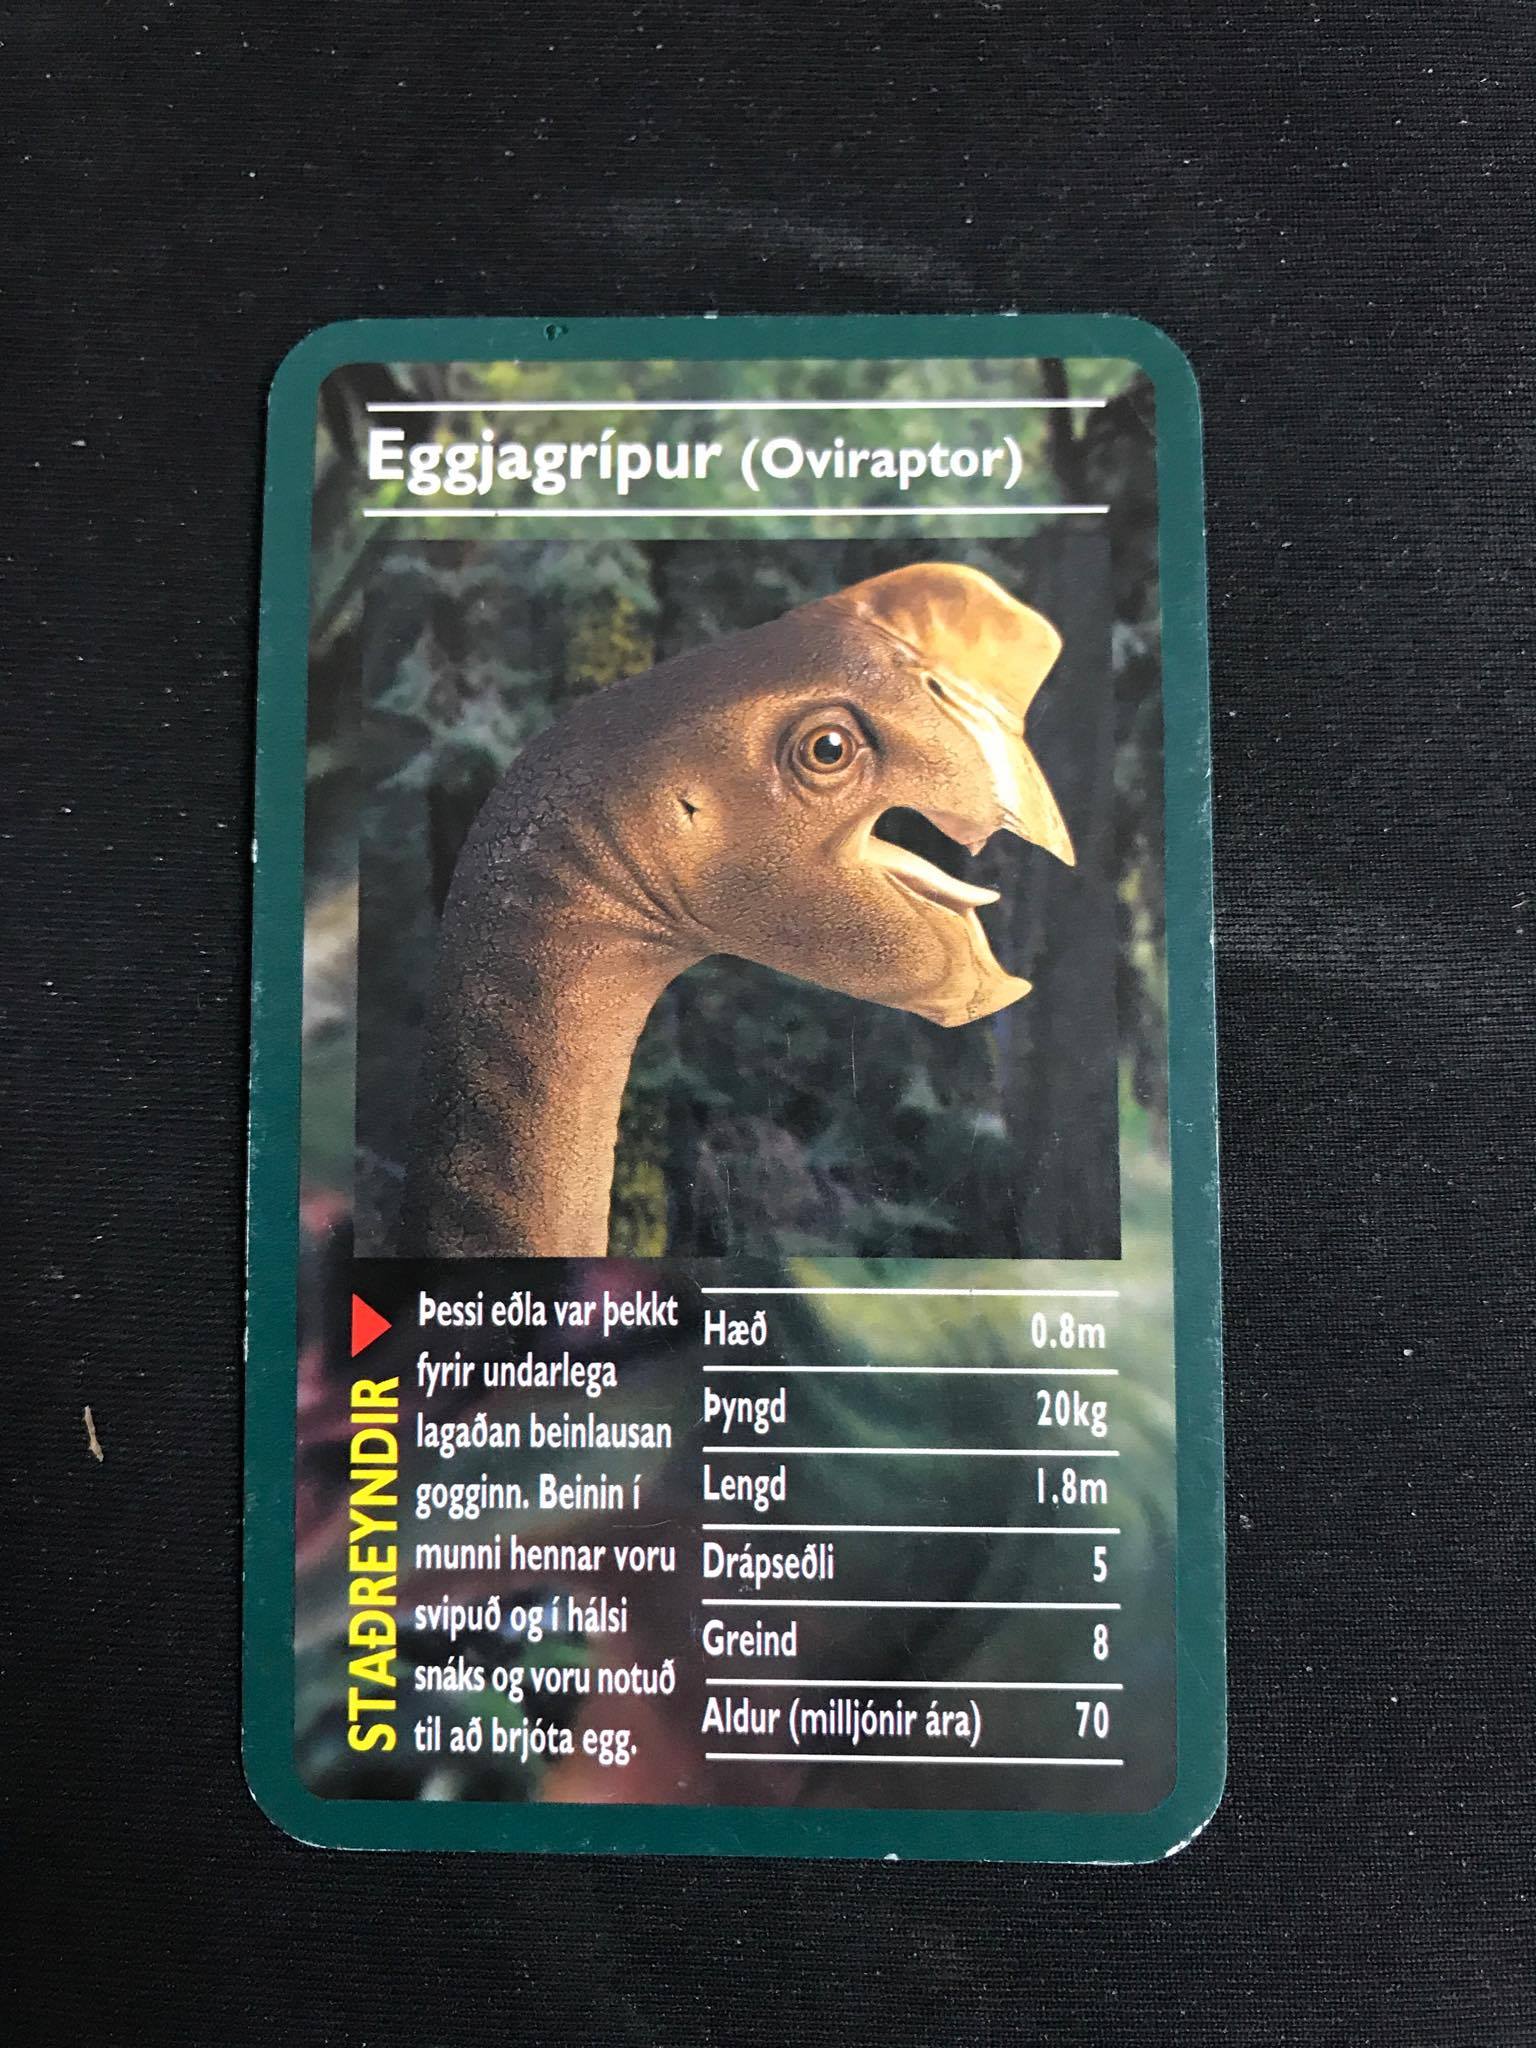 Eggjagrípur (Oviraptor)
STAÐREYNDIR
Þessi eðla var þekkt
fyrir undarlega
lagaðan beinlausan
gogginn. Beinin í
munni hennar voru
svipuð og í hálsi
snáks og voru notuð
til að brjóta egg.
Hæð 0.8m
Þyngd 20kg
Lengd 1.8m
Drápseðli 5
Greind 8
Aldur (milljónir ára) 70